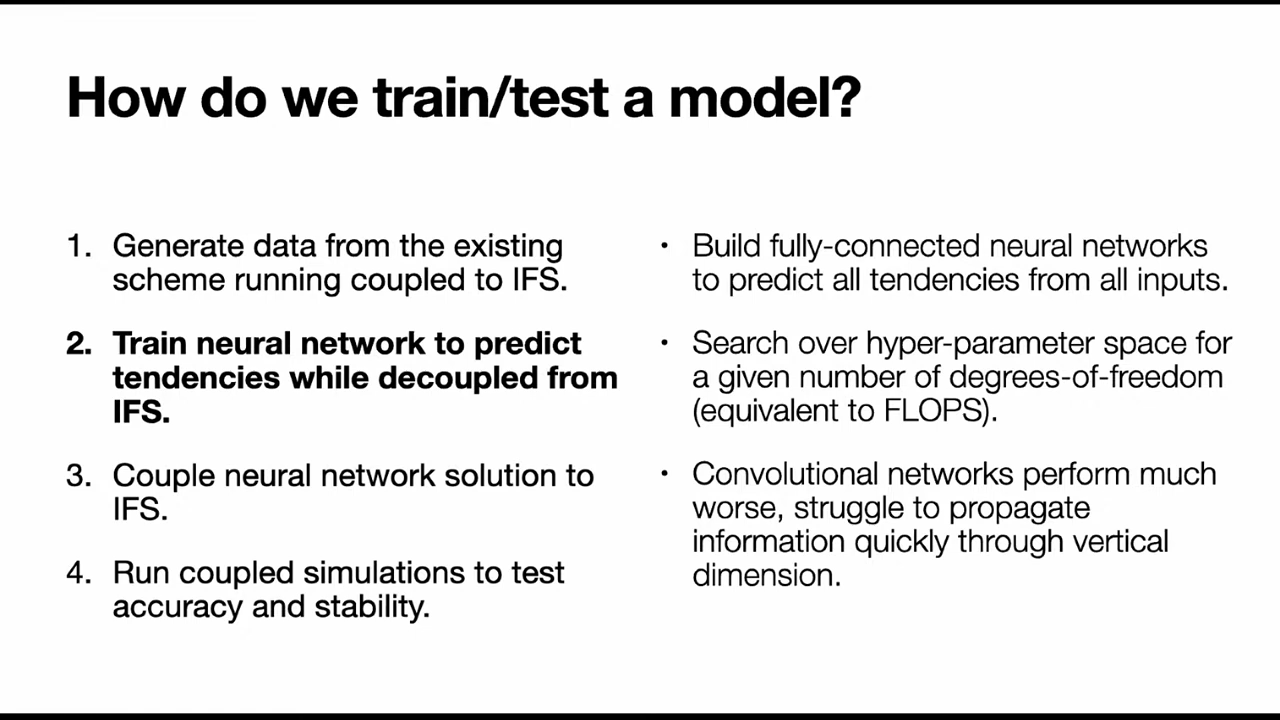 How do we train/test a model?
1. Generate data from the existing
scheme running coupled to IFS.
2. Train neural network to predict
tendencies while decoupled from
IFS.
3. Couple neural network solution to
IFS.
4. Run coupled simulations to test
accuracy and stability.
• Build fully-connected neural networks
to predict all tendencies from all inputs.
• Search over hyper-parameter space for
a given number of degrees-of-freedom
(equivalent to FLOPS).
• Convolutional networks perform much
worse, struggle to propagate
information quickly through vertical
dimension.